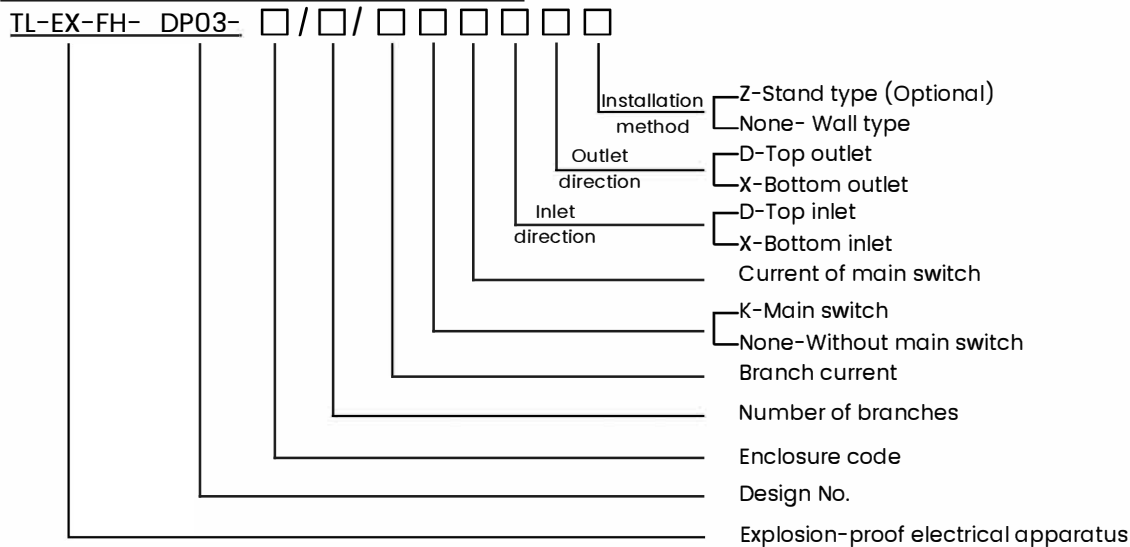 TL-EX-FH- DP03- □/□/□□□□□□
Installation method
Z-Stand type (Optional)
None- Wall type
Outlet direction
D-Top outlet
X-Bottom outlet
Inlet direction
D-Top inlet
X-Bottom inlet
Current of main switch
K-Main switch
None-Without main switch
Branch current
Number of branches
Enclosure code
Design No.
Explosion-proof electrical apparatus